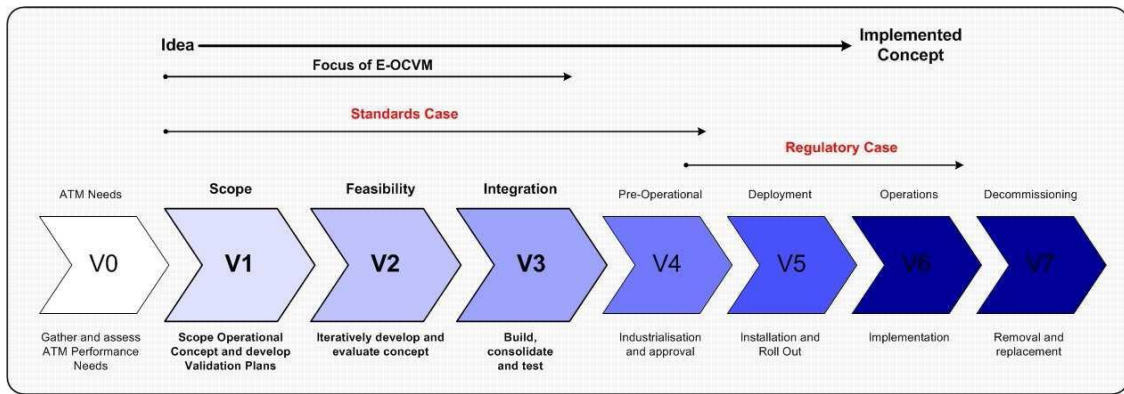 Idea
Implemented
Concept
Focus of E-OCVM
Standards Case
Regulatory Case
ATM Needs
Scope
Feasibility
Integration
Pre-Operational
Deployment
Operations
Decommissioning
V0
V1
V2
V3
V4
V5
V6
V7
Gather and assess
ATM Performance
Needs
Scope Operational
Concept and develop
Validation Plans
Iteratively develop and
evaluate concept
Build,
consolidate
and test
Industrialisation
and approval
Installation and
Roll Out
Implementation
Removal and
replacement